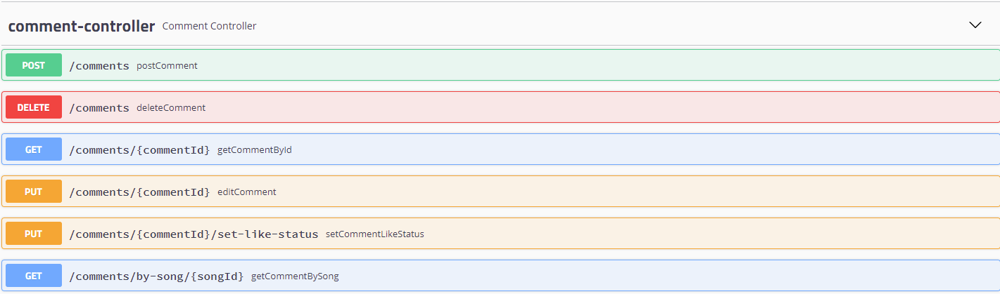 comment-controller Comment Controller
POST /comments postComment
DELETE /comments deleteComment
GET /comments/{commentId} getCommentById
PUT /comments/{commentId} editComment
PUT /comments/{commentId}/set-like-status setCommentLikeStatus
GET /comments/by-song/{songId} getCommentBySong